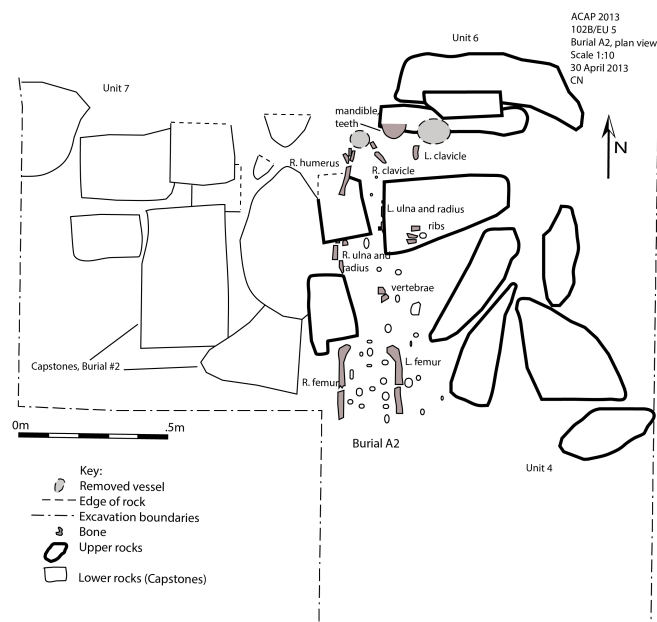 ACAP 2013
102B/EU 5
Burial A2, plan view
Scale 1:10
30 April 2013
CN
Unit 6
Unit 7
mandible,
teeth
N
R. humerus
L. clavicle
R. clavicle
L. ulna and radius
ribs
R. ulna and
radius
vertebrae
Capstones, Burial #2
L. femur
R. femur
0m .5m
Burial A2
Unit 4
Key:
Removed vessel
Edge of rock
Excavation boundaries
Bone
Upper rocks
Lower rocks (Capstones)